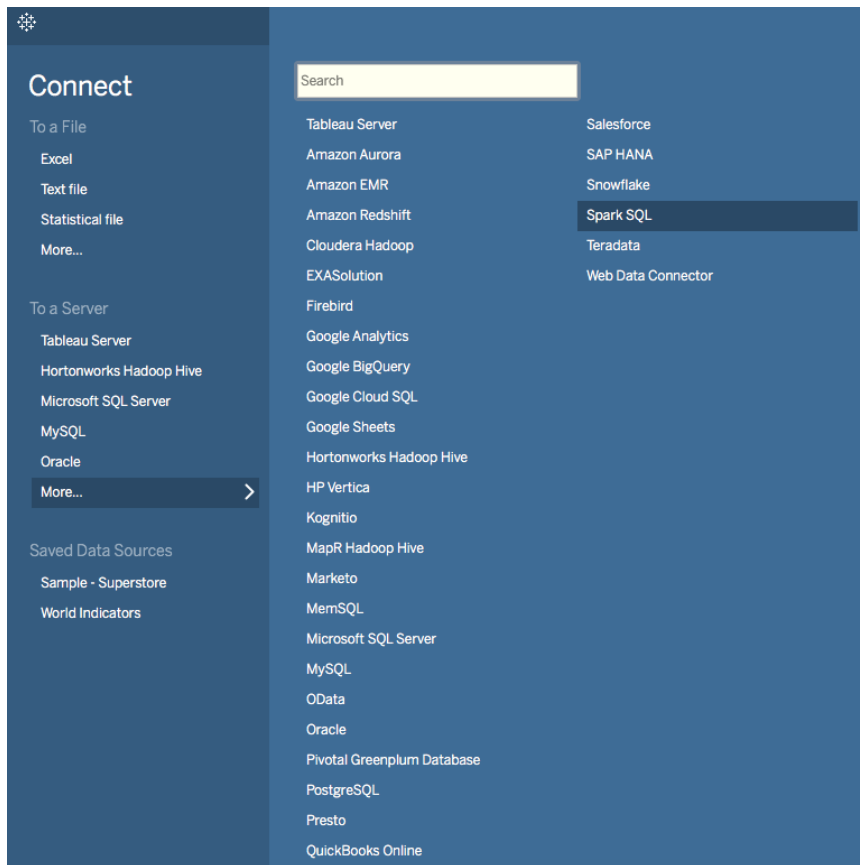 Connect
To a File
Excel
Text file
Statistical file
More...
To a Server
Tableau Server
Hortonworks Hadoop Hive
Microsoft SQL Server
MySQL
Oracle
More...
Saved Data Sources
Sample - Superstore
World Indicators
Search
Tableau Server
Amazon Aurora
Amazon EMR
Amazon Redshift
Cloudera Hadoop
EXASolution
Firebird
Google Analytics
Google BigQuery
Google Cloud SQL
Google Sheets
Hortonworks Hadoop Hive
HP Vertica
Kognitio
MapR Hadoop Hive
Marketo
MemSQL
Microsoft SQL Server
MySQL
OData
Oracle
Pivotal Greenplum Database
PostgreSQL
Presto
QuickBooks Online
Salesforce
SAP HANA
Snowflake
Spark SQL
Teradata
Web Data Connector